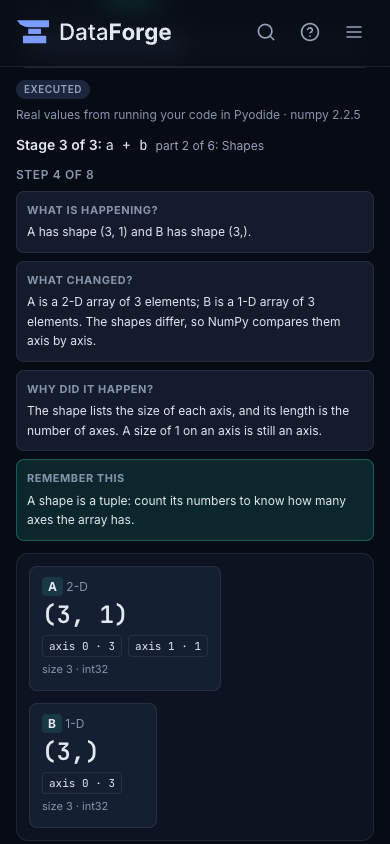 DataForge
EXECUTED
Real values from running your code in Pyodide · numpy 2.2.5
Stage 3 of 3: a + b part 2 of 6: Shapes
STEP 4 OF 8
WHAT IS HAPPENING?
A has shape (3, 1) and B has shape (3,).
WHAT CHANGED?
A is a 2-D array of 3 elements; B is a 1-D array of 3
elements. The shapes differ, so NumPy compares them
axis by axis.
WHY DID IT HAPPEN?
The shape lists the size of each axis, and its length is the
number of axes. A size of 1 on an axis is still an axis.
REMEMBER THIS
A shape is a tuple: count its numbers to know how many
axes the array has.
A 2-D
(3, 1)
axis 0 · 3 axis 1 · 1
size 3 · int32
B 1-D
(3,)
axis 0 · 3
size 3 · int32